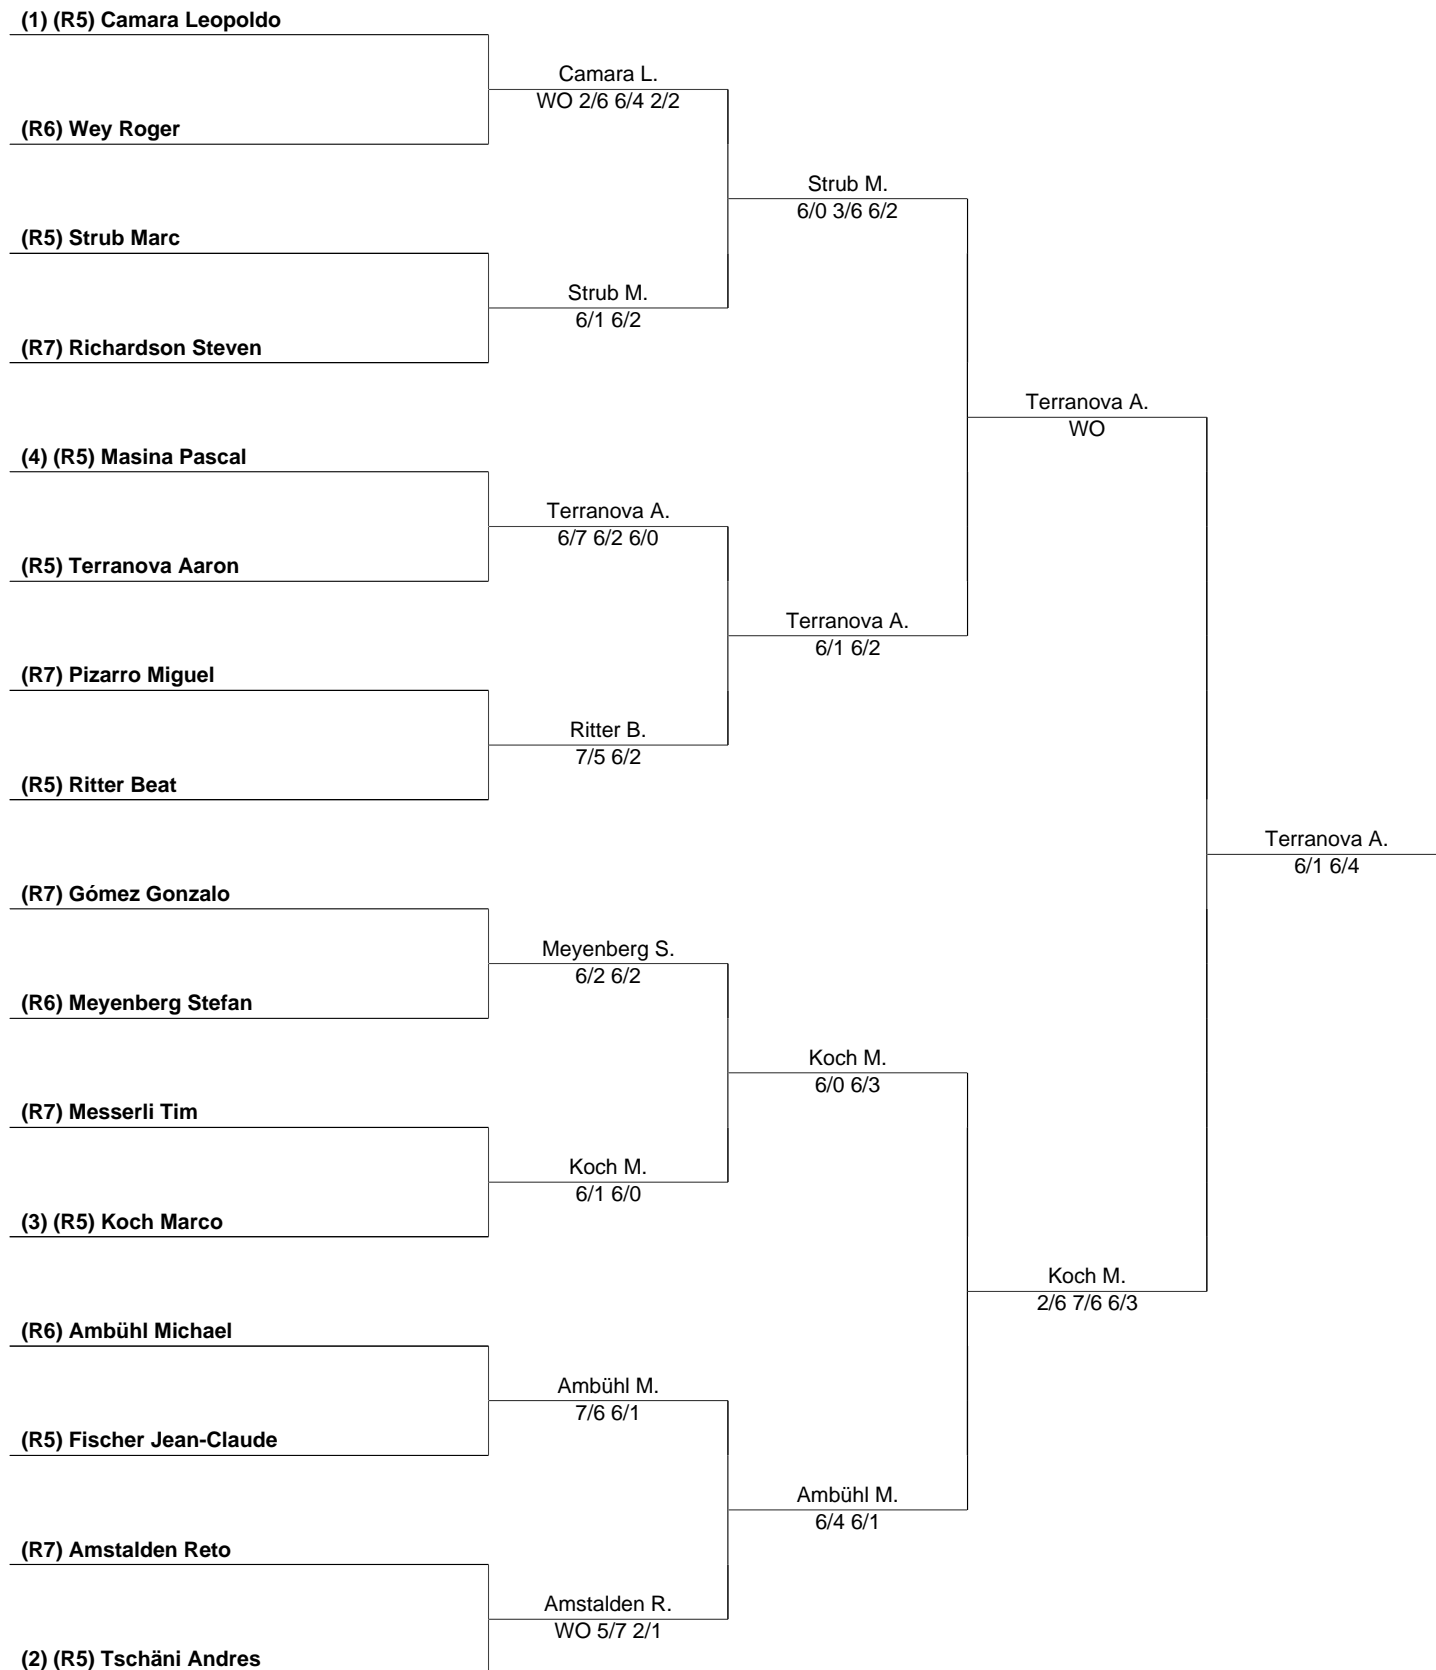 (1) (R5) Camara Leopoldo
Camara L.
WO 2/6 6/4 2/2
(R6) Wey Roger
Strub M.
6/0 3/6 6/2
(R5) Strub Marc
Strub M.
6/1 6/2
(R7) Richardson Steven
Terranova A.
WO
(4) (R5) Masina Pascal
Terranova A.
6/7 6/2 6/0
(R5) Terranova Aaron
Terranova A.
6/1 6/2
(R7) Pizarro Miguel
Ritter B.
7/5 6/2
(R5) Ritter Beat
Terranova A.
6/1 6/4
(R7) Gómez Gonzalo
Meyenberg S.
6/2 6/2
(R6) Meyenberg Stefan
Koch M.
6/0 6/3
(R7) Messerli Tim
Koch M.
6/1 6/0
(3) (R5) Koch Marco
Koch M.
2/6 7/6 6/3
(R6) Ambühl Michael
Ambühl M.
7/6 6/1
(R5) Fischer Jean-Claude
Ambühl M.
6/4 6/1
(R7) Amstalden Reto
Amstalden R.
WO 5/7 2/1
(2) (R5) Tschäni Andres